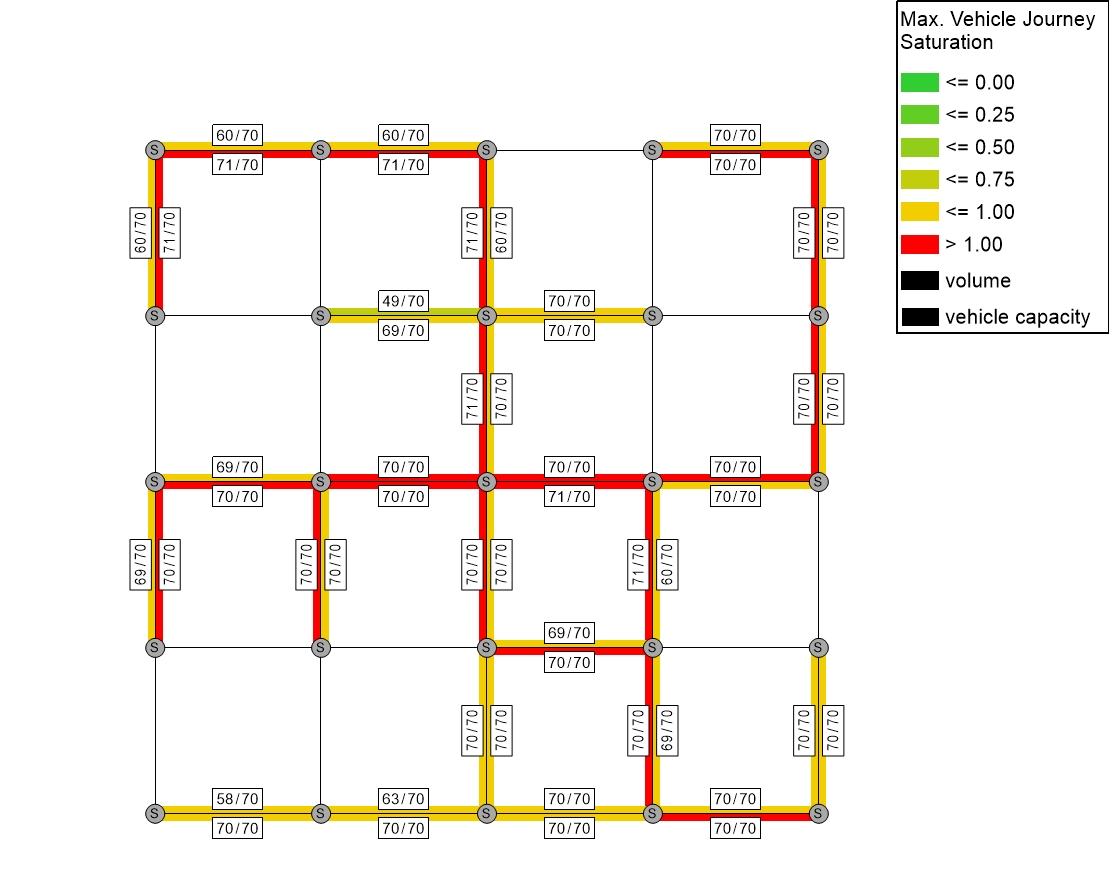 Max. Vehicle Journey
Saturation
<= 0.00
<= 0.25
<= 0.50
<= 0.75
<= 1.00
> 1.00
volume
vehicle capacity
60/70 60/70 70/70
S S S S S
71/70 71/70 70/70
60/70 71/70 71/70 60/70 70/70 70/70
49/70 70/70
S S S S S
69/70 70/70
71/70 70/70 70/70 70/70
69/70 70/70 70/70 70/70
S S S S S
70/70 70/70 71/70 70/70
69/70 70/70 70/70 70/70 70/70 70/70 71/70 60/70
69/70
S S S S S
70/70
70/70 70/70 70/70 69/70 70/70 70/70
58/70 63/70 70/70 70/70
S S S S S
70/70 70/70 70/70 70/70